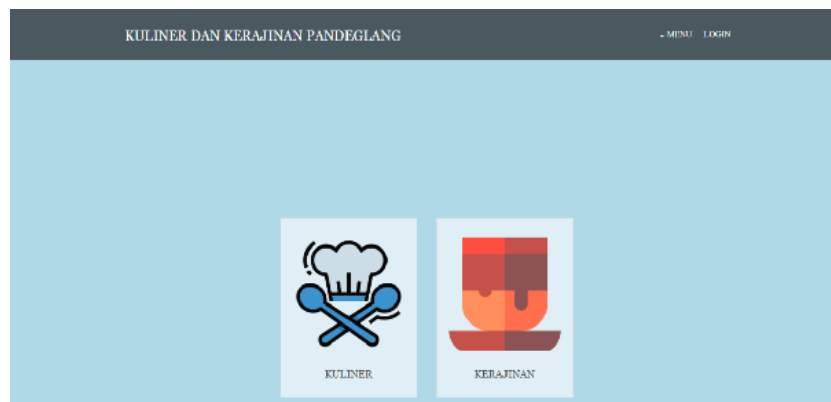 KULINER DAN KERAJINAN PANDEGLANG
MENU LOGIN
KULINER
KERAJINAN